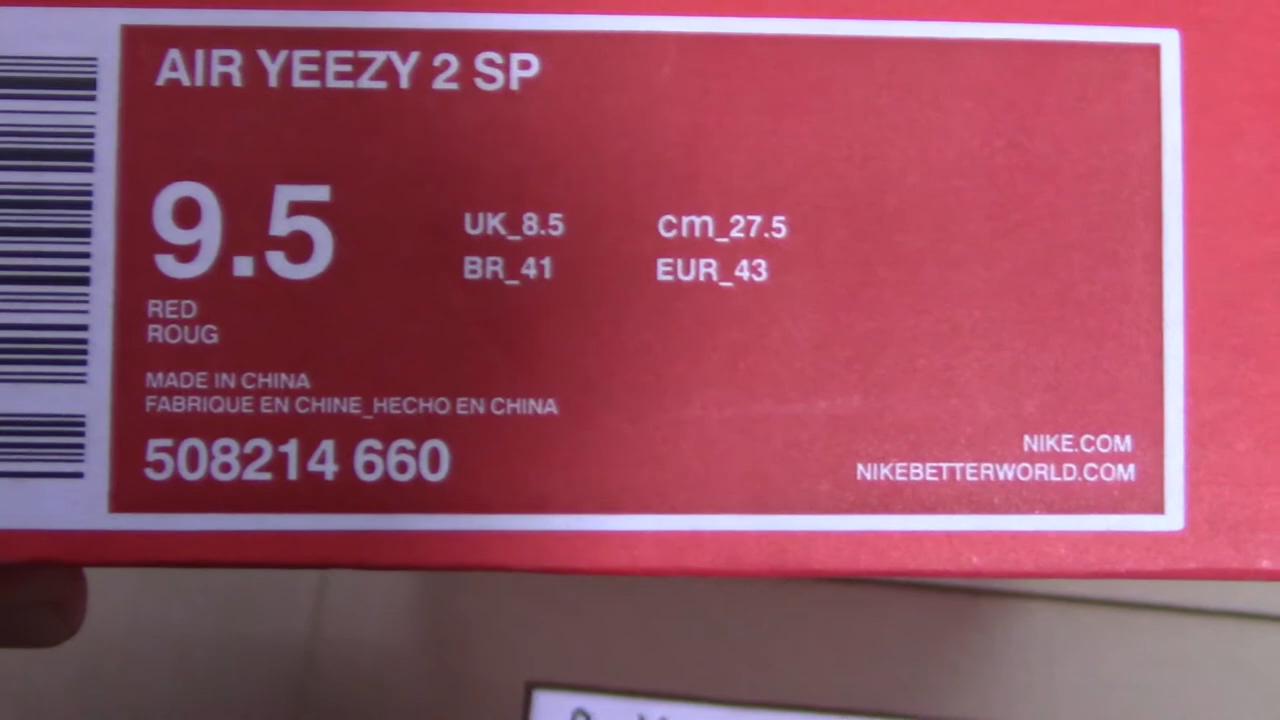 AIR YEEZY 2 SP
9.5
UK_8.5
cm_27.5
BR_41
EUR_43
RED
ROUG
MADE IN CHINA
FABRIQUE EN CHINE_HECHO EN CHINA
508214 660
NIKE.COM
NIKEBETTERWORLD.COM